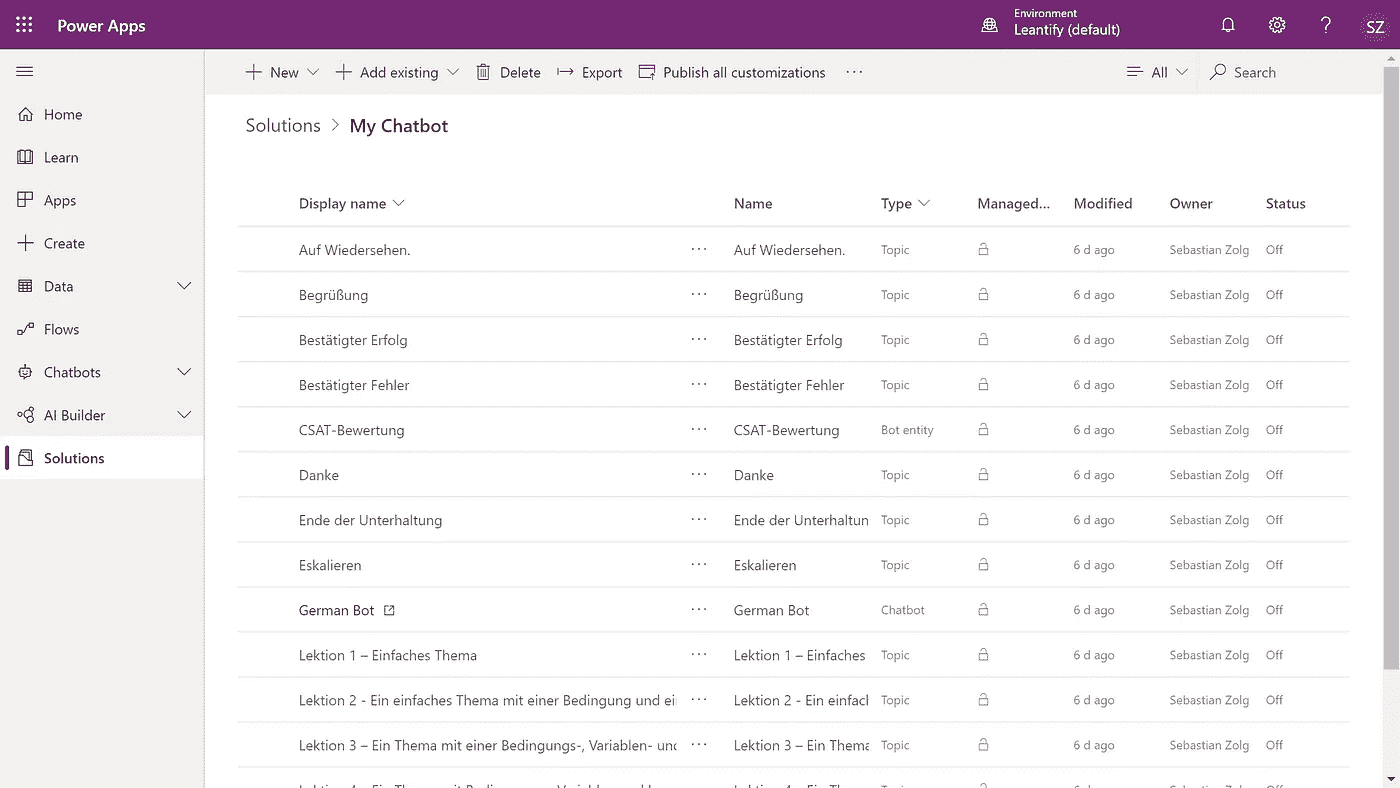 Power Apps
Environment
Leantify (default)
?
SZ
New
Add existing
Delete
Export
Publish all customizations
···
All
Search
Home
Learn
Apps
Create
Data
Flows
Chatbots
AI Builder
Solutions
Solutions > My Chatbot
Display name Name Type Managed... Modified Owner Status
Auf Wiedersehen. ··· Auf Wiedersehen. Topic 6 d ago Sebastian Zolg Off
Begrüßung ··· Begrüßung Topic 6 d ago Sebastian Zolg Off
Bestätigter Erfolg ··· Bestätigter Erfolg Topic 6 d ago Sebastian Zolg Off
Bestätigter Fehler ··· Bestätigter Fehler Topic 6 d ago Sebastian Zolg Off
CSAT-Bewertung ··· CSAT-Bewertung Bot entity 6 d ago Sebastian Zolg Off
Danke ··· Danke Topic 6 d ago Sebastian Zolg Off
Ende der Unterhaltung ··· Ende der Unterhaltun Topic 6 d ago Sebastian Zolg Off
Eskalieren ··· Eskalieren Topic 6 d ago Sebastian Zolg Off
German Bot ··· German Bot Chatbot 6 d ago Sebastian Zolg Off
Lektion 1 – Einfaches Thema ··· Lektion 1 – Einfaches Topic 6 d ago Sebastian Zolg Off
Lektion 2 - Ein einfaches Thema mit einer Bedingung und ei ··· Lektion 2 - Ein einfacl Topic 6 d ago Sebastian Zolg Off
Lektion 3 – Ein Thema mit einer Bedingungs-, Variablen- und ··· Lektion 3 – Ein Thema Topic 6 d ago Sebastian Zolg Off